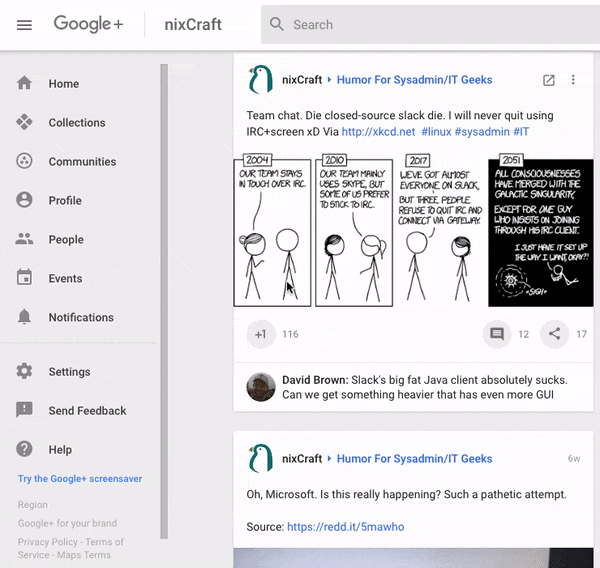 Google+
nixCraft
Search
Home
Collections
Communities
Profile
People
Events
Notifications
Settings
Send Feedback
Help
Try the Google+ screensaver
Region
Google+ for your brand
Privacy Policy - Terms of
Service - Maps Terms
nixCraft Humor For Sysadmin/IT Geeks
Team chat. Die closed-source slack die. I will never quit using
IRC+screen xD Via http://xkcd.net #linux #sysadmin #IT
2004
OUR TEAM STAYS
IN TOUCH OVER IRC.
2010
OUR TEAM MAINLY
USES SKYPE, BUT
SOME OF US PREFER
TO STICK TO IRC.
2017
WE'VE GOT ALMOST
EVERYONE ON SLACK,
BUT THREE PEOPLE
REFUSE TO QUIT IRC AND
CONNECT VIA GATEWAY.
2051
ALL CONSCIOUSNESSES
HAVE MERGED WITH THE
GALACTIC SINGULARITY,
EXCEPT FOR ONE GUY
WHO INSISTS ON JOINING
THROUGH HIS IRC CLIENT.
I JUST HAVE IT SET UP
THE WAY I WANT, OKAY?!
*SIGH*
+1 116
12
17
David Brown: Slack's big fat Java client absolutely sucks.
Can we get something heavier that has even more GUI
nixCraft Humor For Sysadmin/IT Geeks 6w
Oh, Microsoft. Is this really happening? Such a pathetic attempt.
Source: https://redd.it/5mawho